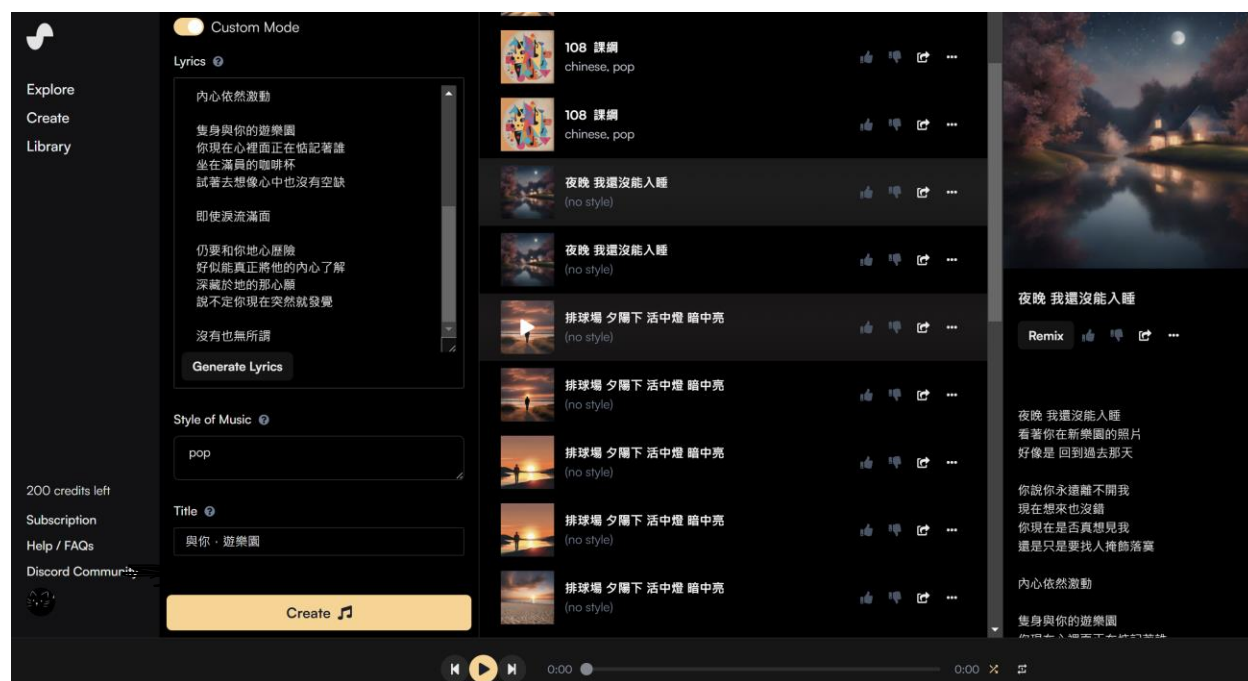 Explore
Create
Library
200 credits left
Subscription
Help / FAQs
Discord Community
Custom Mode
Lyrics
內心依然激動
隻身與你的遊樂園
你現在心裡面正在惦記著誰
坐在滿員的咖啡杯
試著去想像心中也沒有空缺
即使淚流滿面
仍要和你地心歷險
好似能真正將他的內心了解
深藏於地的那心願
說不定你現在突然就發覺
沒有也無所謂
Generate Lyrics
Style of Music
pop
Title
與你 · 遊樂園
Create
108 課綱
chinese, pop
108 課綱
chinese, pop
夜晚 我還沒能入睡
(no style)
夜晚 我還沒能入睡
(no style)
排球場 夕陽下 活中燈 暗中亮
(no style)
排球場 夕陽下 活中燈 暗中亮
(no style)
排球場 夕陽下 活中燈 暗中亮
(no style)
排球場 夕陽下 活中燈 暗中亮
(no style)
排球場 夕陽下 活中燈 暗中亮
(no style)
夜晚 我還沒能入睡
Remix
夜晚 我還沒能入睡
看著你在新樂園的照片
好像是 回到過去那天
你說你永遠離不開我
現在想來也沒錯
你現在是否真想見我
還是只是要找人掩飾落寞
內心依然激動
隻身與你的遊樂園
0:00
0:00